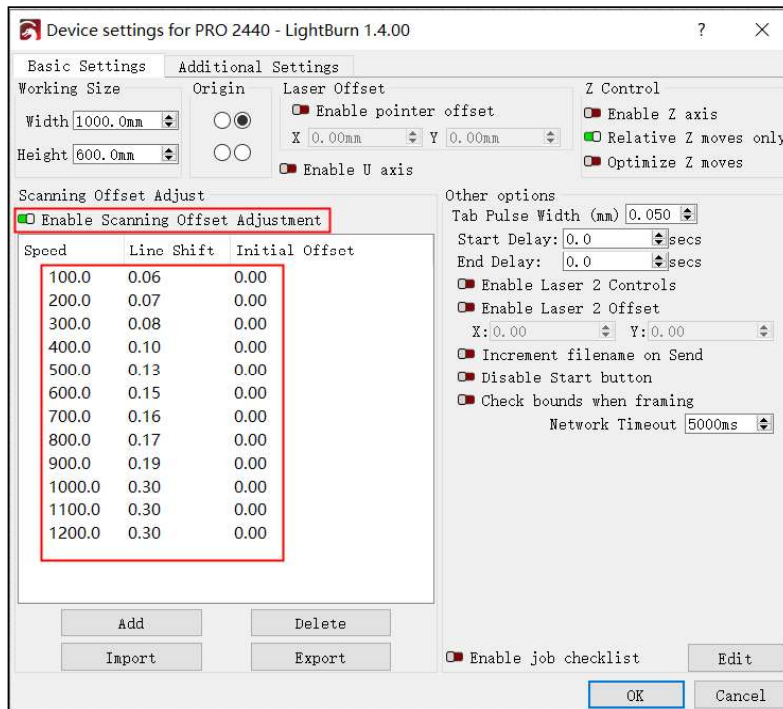 Device settings for PRO 2440 - LightBurn 1.4.00
?
Basic Settings Additional Settings
Working Size
Width 1000.0mm
Height 600.0mm
Origin
Laser Offset
Enable pointer offset
X 0.00mm Y 0.00mm
Enable U axis
Z Control
Enable Z axis
Relative Z moves only
Optimize Z moves
Scanning Offset Adjust
Enable Scanning Offset Adjustment
Speed Line Shift Initial Offset
100.0 0.06 0.00
200.0 0.07 0.00
300.0 0.08 0.00
400.0 0.10 0.00
500.0 0.13 0.00
600.0 0.15 0.00
700.0 0.16 0.00
800.0 0.17 0.00
900.0 0.19 0.00
1000.0 0.30 0.00
1100.0 0.30 0.00
1200.0 0.30 0.00
Add Delete
Import Export
Other options
Tab Pulse Width (mm) 0.050
Start Delay: 0.0 secs
End Delay: 0.0 secs
Enable Laser 2 Controls
Enable Laser 2 Offset
X: 0.00 Y: 0.00
Increment filename on Send
Disable Start button
Check bounds when framing
Network Timeout 5000ms
Enable job checklist Edit
OK Cancel